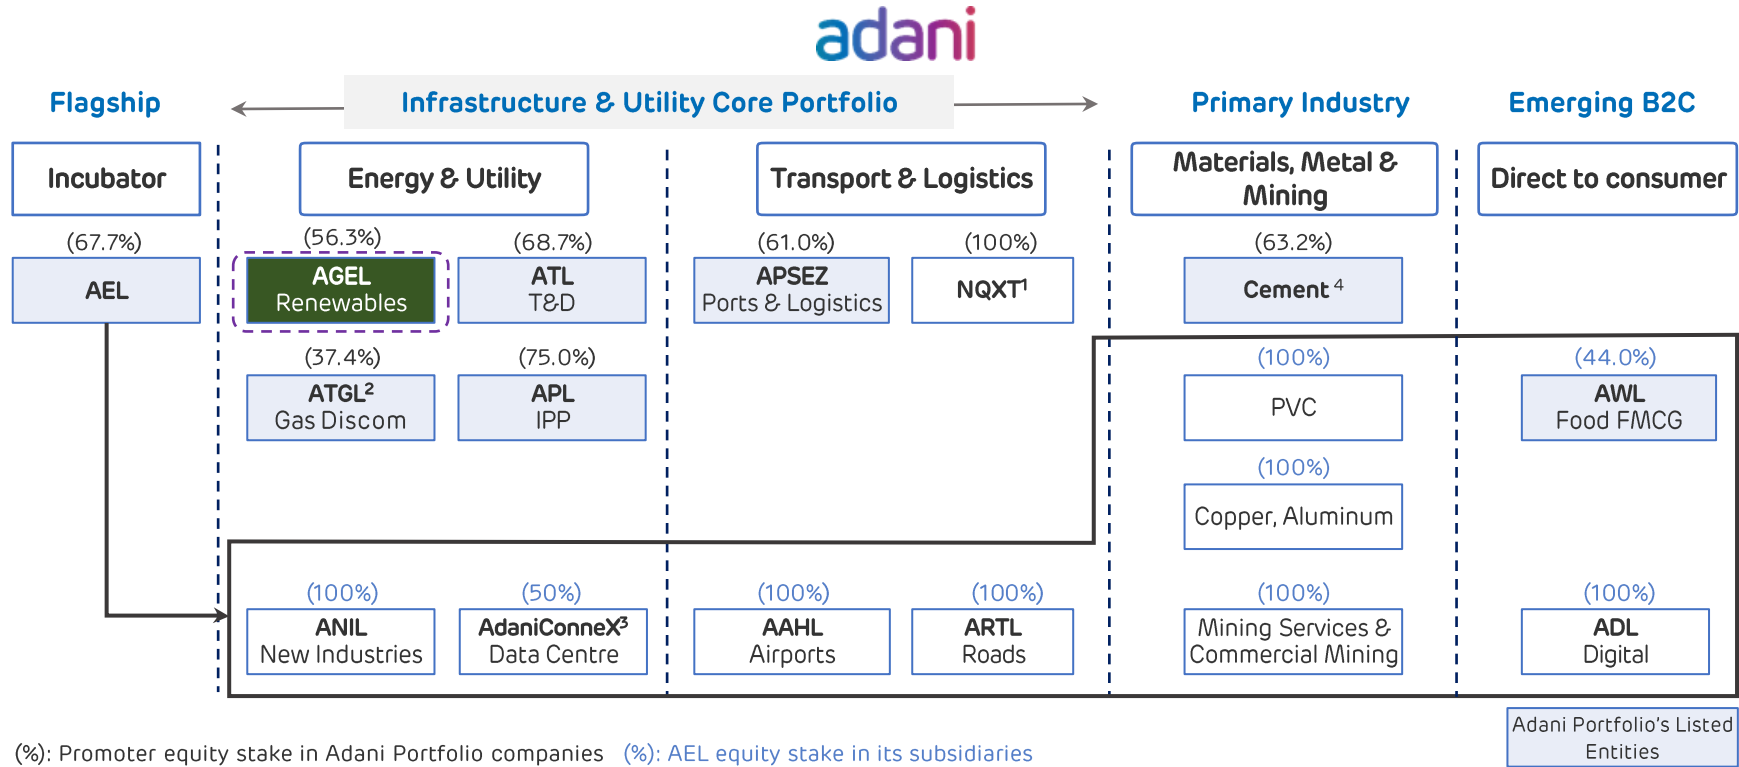 adani
Flagship
Infrastructure & Utility Core Portfolio
Primary Industry
Emerging B2C
Incubator
Energy & Utility
Transport & Logistics
Materials, Metal &
Mining
Direct to consumer
(67.7%)
AEL
(56.3%)
AGEL
Renewables
(68.7%)
ATL
T&D
(61.0%)
APSEZ
Ports & Logistics
(100%)
NQXT¹
(63.2%)
Cement ⁴
(37.4%)
ATGL²
Gas Discom
(75.0%)
APL
IPP
(100%)
PVC
(44.0%)
AWL
Food FMCG
(100%)
Copper, Aluminum
(100%)
ANIL
New Industries
(50%)
AdaniConneX³
Data Centre
(100%)
AAHL
Airports
(100%)
ARTL
Roads
(100%)
Mining Services &
Commercial Mining
(100%)
ADL
Digital
(%): Promoter equity stake in Adani Portfolio companies
(%): AEL equity stake in its subsidiaries
Adani Portfolio's Listed
Entities